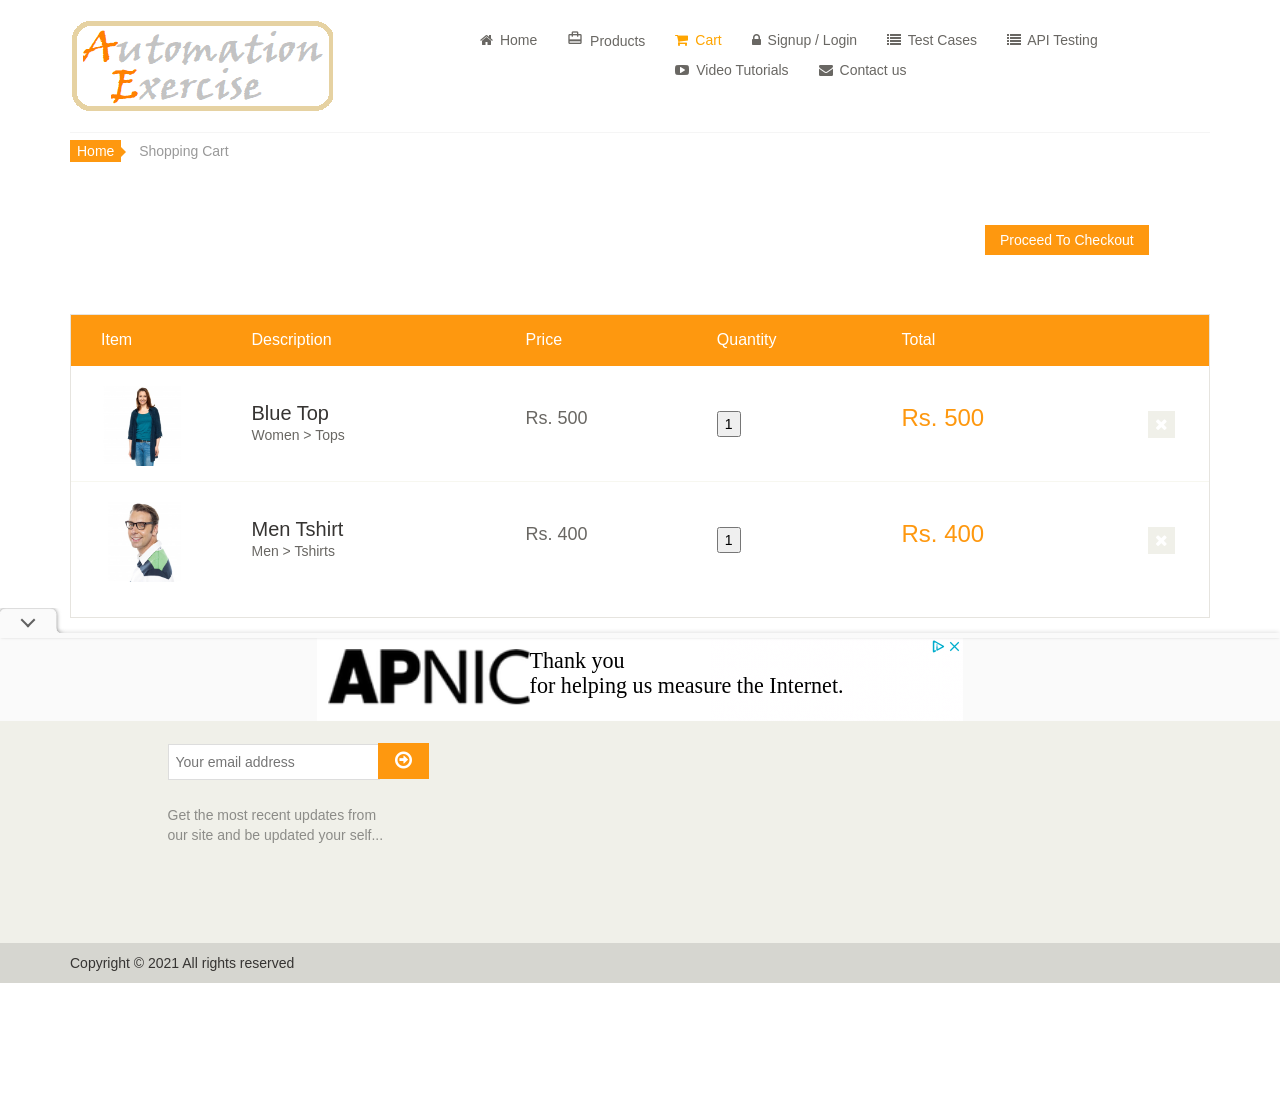 Automation
Exercise
Home
Products
Cart
Signup / Login
Test Cases
API Testing
Video Tutorials
Contact us
Home
Shopping Cart
Proceed To Checkout
Item Description Price Quantity Total
Blue Top
Women > Tops
Rs. 500
1
Rs. 500
Men Tshirt
Men > Tshirts
Rs. 400
1
Rs. 400
APNIC
Thank you
for helping us measure the Internet.
Your email address
Get the most recent updates from
our site and be updated your self...
Copyright © 2021 All rights reserved